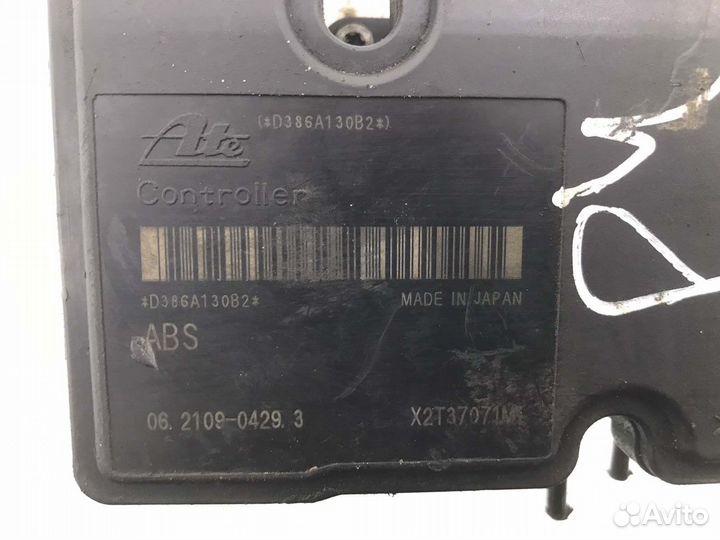 (*D386A130B2*)
Ate
Controller
*D386A130B2*
MADE IN JAPAN
ABS
06.2109-0429.3
X2T37071M
Avito